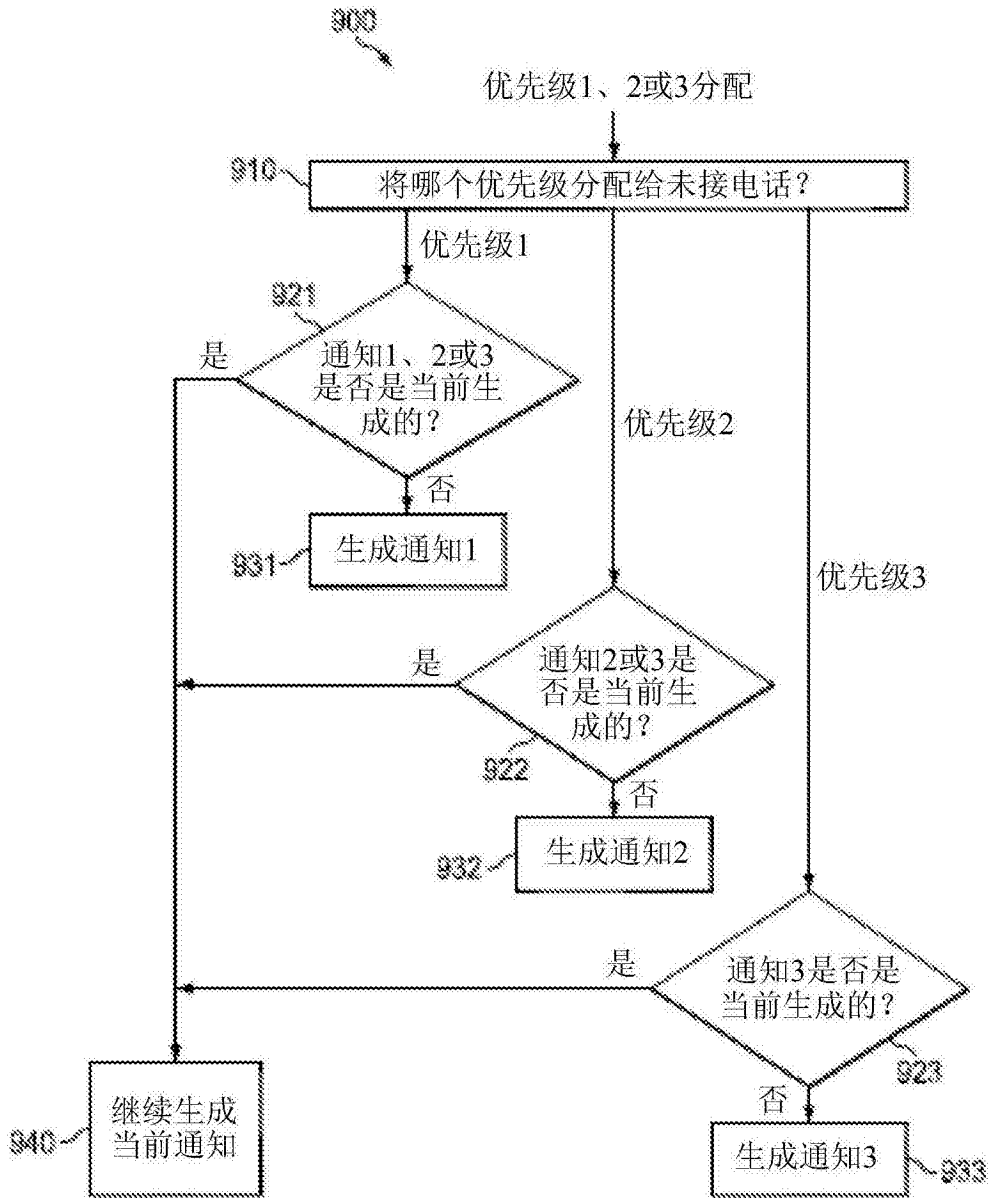 900
优先级1、2或3分配
910
将哪个优先级分配给未接电话?
优先级1
921
是
通知1、2或3
是否是当前生
成的?
否
优先级2
931
生成通知1
优先级3
是
通知2或3是
否是当前生
成的?
922
否
932
生成通知2
是
通知3是否是
当前生成的?
923
否
940
继续生成
当前通知
生成通知3
933